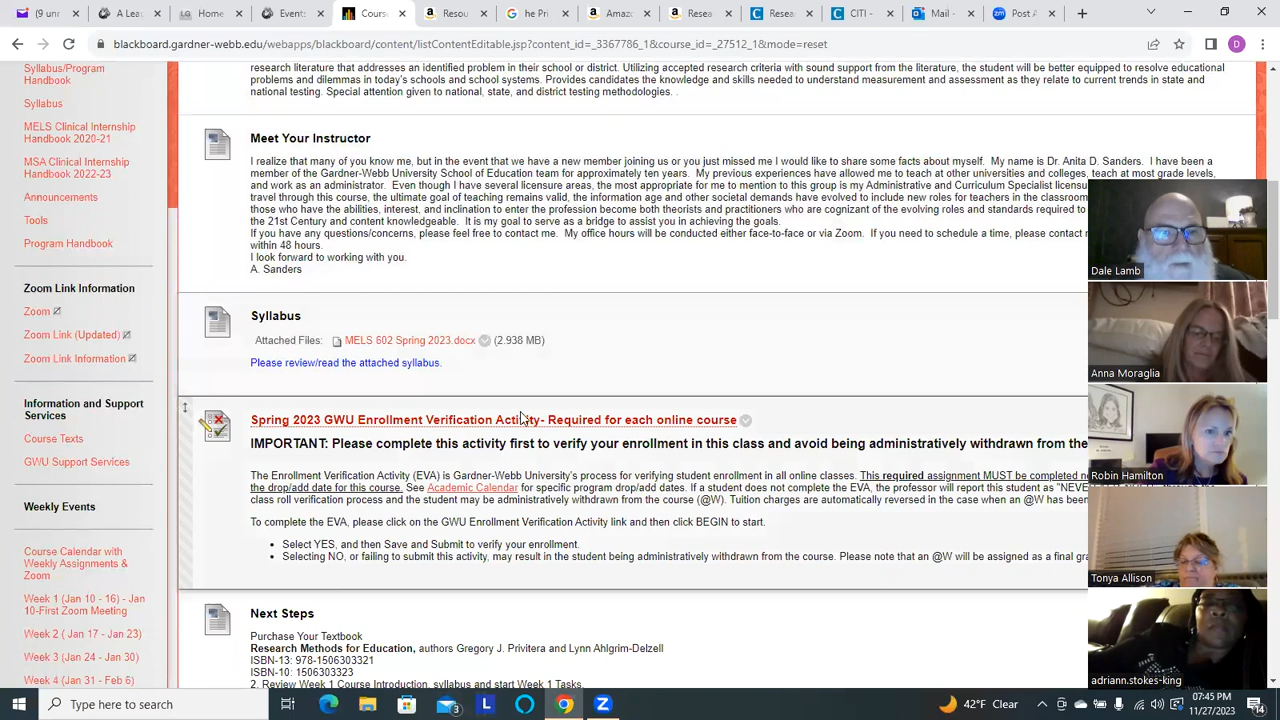 (9 unr
A Leac
LGHome
Create
Spring
Course
Resou
he Pri
Amazo
Resea
Resea
CITI -
Mail -
Post A
blackboard.gardner-webb.edu/webapps/blackboard/content/listContentEditable.jsp?content_id=_3367786_1&course_id=_27512_1&mode=reset
D
Syllabus/Program
Handbook
Syllabus
MELS Clinical Internship
Handbook 2020-21
MSA Clinical Internship
Handbook 2022-23
Announcements
Tools
Program Handbook
Zoom Link Information
Zoom
Zoom Link (Updated)
Zoom Link Information
Information and Support
Services
Course Texts
GWU Support Services
Weekly Events
Course Calendar with
Weekly Assignments &
Zoom
Week 1 (Jan 10 - 16) - Jan
10-First Zoom Meeting
Week 2 ( Jan 17 - Jan 23)
Week 3 (Jan 24 - Jan 30)
Week 4 (Jan 31 - Feb 6)
research literature that addresses an identified problem in their school or district. Utilizing accepted research criteria with sound support from the literature, the student will be better equipped to resolve educational
problems and dilemmas in today's schools and school systems. Provides candidates the knowledge and skills needed to understand measurement and assessment as they relate to current trends in state and
national testing. Special attention given to national, state, and district testing methodologies. .
Meet Your Instructor
I realize that many of you know me, but in the event that we have a new member joining us or you just missed me I would like to share some facts about myself. My name is Dr. Anita D. Sanders. I have been a
member of the Gardner-Webb University School of Education team for approximately ten years. My previous experiences have allowed me to teach at other universities and colleges, teach at most grade levels,
and work as an administrator. Even though I have several licensure areas, the most appropriate for me to mention to this group is my Administrative and Curriculum Specialist licensu
travel through this course, the ultimate goal of teaching remains valid, the information age and other societal demands have evolved to include new roles for teachers in the classroom
those who have the abilities, interest, and inclination to enter the profession become both theorists and practitioners who are cognizant of the evolving roles and standards required to
the 21st Century and content knowledgeable. It is my goal to serve as a bridge to assist you in achieving the goals.
If you have any questions/concerns, please feel free to contact me. My office hours will be conducted either face-to-face or via Zoom. If you need to schedule a time, please contact r
within 48 hours.
I look forward to working with you.
A. Sanders
Syllabus
Attached Files: MELS 602 Spring 2023.docx (2.938 MB)
Please review/read the attached syllabus.
Spring 2023 GWU Enrollment Verification Activity- Required for each online course
IMPORTANT: Please complete this activity first to verify your enrollment in this class and avoid being administratively withdrawn from the
The Enrollment Verification Activity (EVA) is Gardner-Webb University's process for verifying student enrollment in all online classes. This required assignment MUST be completed no
the drop/add date for this course. See Academic Calendar for specific program drop/add dates. If a student does not complete the EVA, the professor will report this student as "NEVE
class roll verification process and the student may be administratively withdrawn from the course (@W). Tuition charges are automatically reversed in the case when an @W has been
To complete the EVA, please click on the GWU Enrollment Verification Activity link and then click BEGIN to start.
• Select YES, and then Save and Submit to verify your enrollment.
• Selecting NO, or failing to submit this activity, may result in the student being administratively withdrawn from the course. Please note that an @W will be assigned as a final gra
Next Steps
Purchase Your Textbook
Research Methods for Education, authors Gregory J. Privitera and Lynn Ahlgrim-Delzell
ISBN-13: 978-1506303321
ISBN-10: 1506303323
2. Review Week 1 Course Introduction, syllabus and start Week 1 Tasks.
Dale Lamb
Anna Moraglia
Robin Hamilton
Tonya Allison
adriann.stokes-king
Type here to search
3
L
42°F Clear
07:45 PM
11/27/2023
14